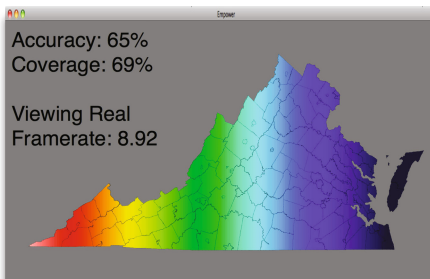 Empower
Accuracy: 65%
Coverage: 69%
Viewing Real
Framerate: 8.92